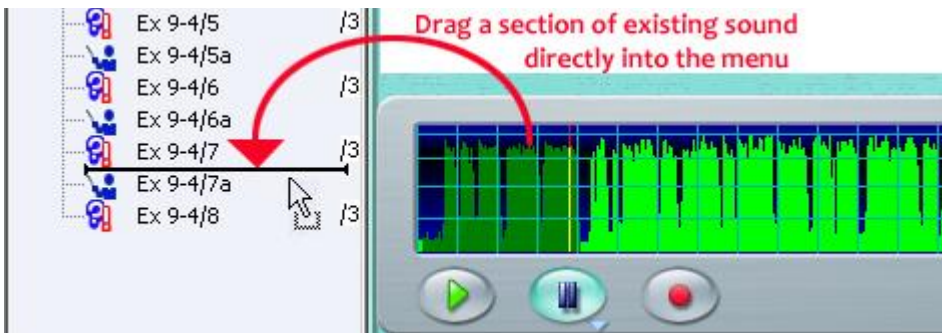 Ex 9-4/5 /3
Ex 9-4/5a
Ex 9-4/6 /3
Ex 9-4/6a
Ex 9-4/7 /3
Ex 9-4/7a
Ex 9-4/8 /3
Drag a section of existing sound
directly into the menu